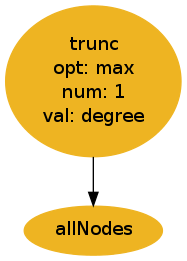 trunc
opt: max
num: 1
val: degree
allNodes